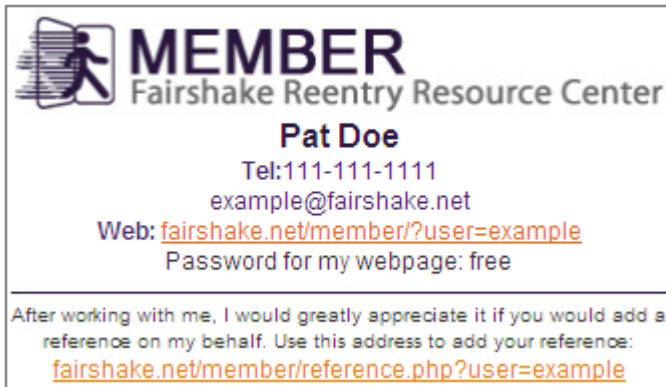 MEMBER
Fairshake Reentry Resource Center
Pat Doe
Tel:111-111-1111
example@fairshake.net
Web: fairshake.net/member/?user=example
Password for my webpage: free
After working with me, I would greatly appreciate it if you would add a
reference on my behalf. Use this address to add your reference:
fairshake.net/member/reference.php?user=example